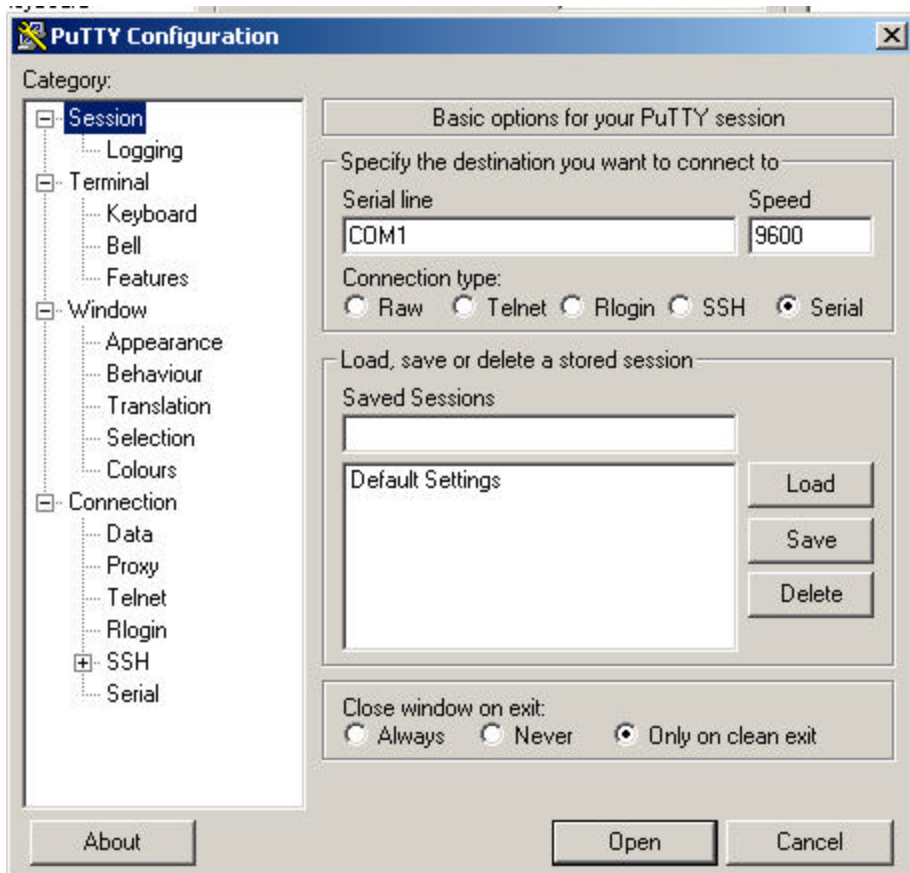 PuTTY Configuration
Category:
Session
Logging
Terminal
Keyboard
Bell
Features
Window
Appearance
Behaviour
Translation
Selection
Colours
Connection
Data
Proxy
Telnet
Rlogin
SSH
Serial
Basic options for your PuTTY session
Specify the destination you want to connect to
Serial line Speed
COM1 9600
Connection type:
Raw Telnet Rlogin SSH Serial
Load, save or delete a stored session
Saved Sessions
Default Settings
Load
Save
Delete
Close window on exit:
Always Never Only on clean exit
About Open Cancel